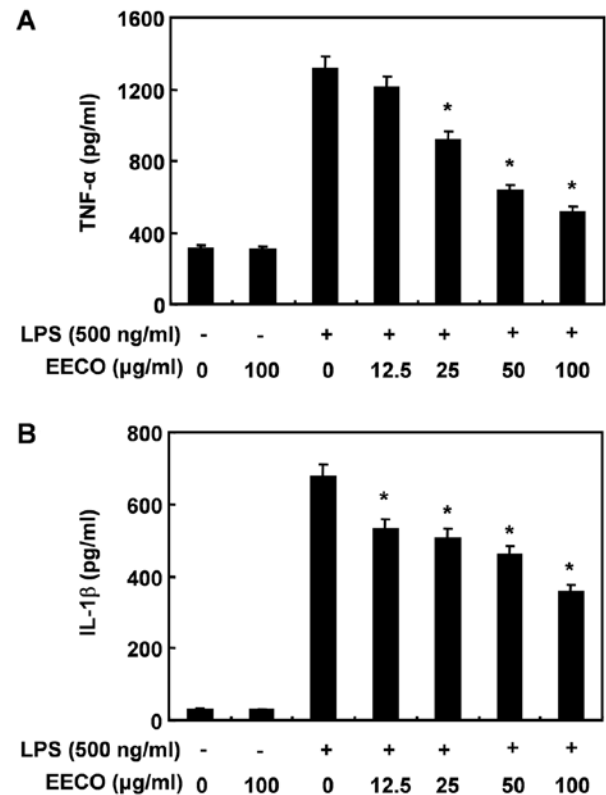 A
TNF-α (pg/ml)
1600
1200
800
400
0
* * *
LPS (500 ng/ml) - - + + + + +
EECO (μg/ml) 0 100 0 12.5 25 50 100
B
IL-1β (pg/ml)
800
600
400
200
0
* * * *
LPS (500 ng/ml) - - + + + + +
EECO (μg/ml) 0 100 0 12.5 25 50 100